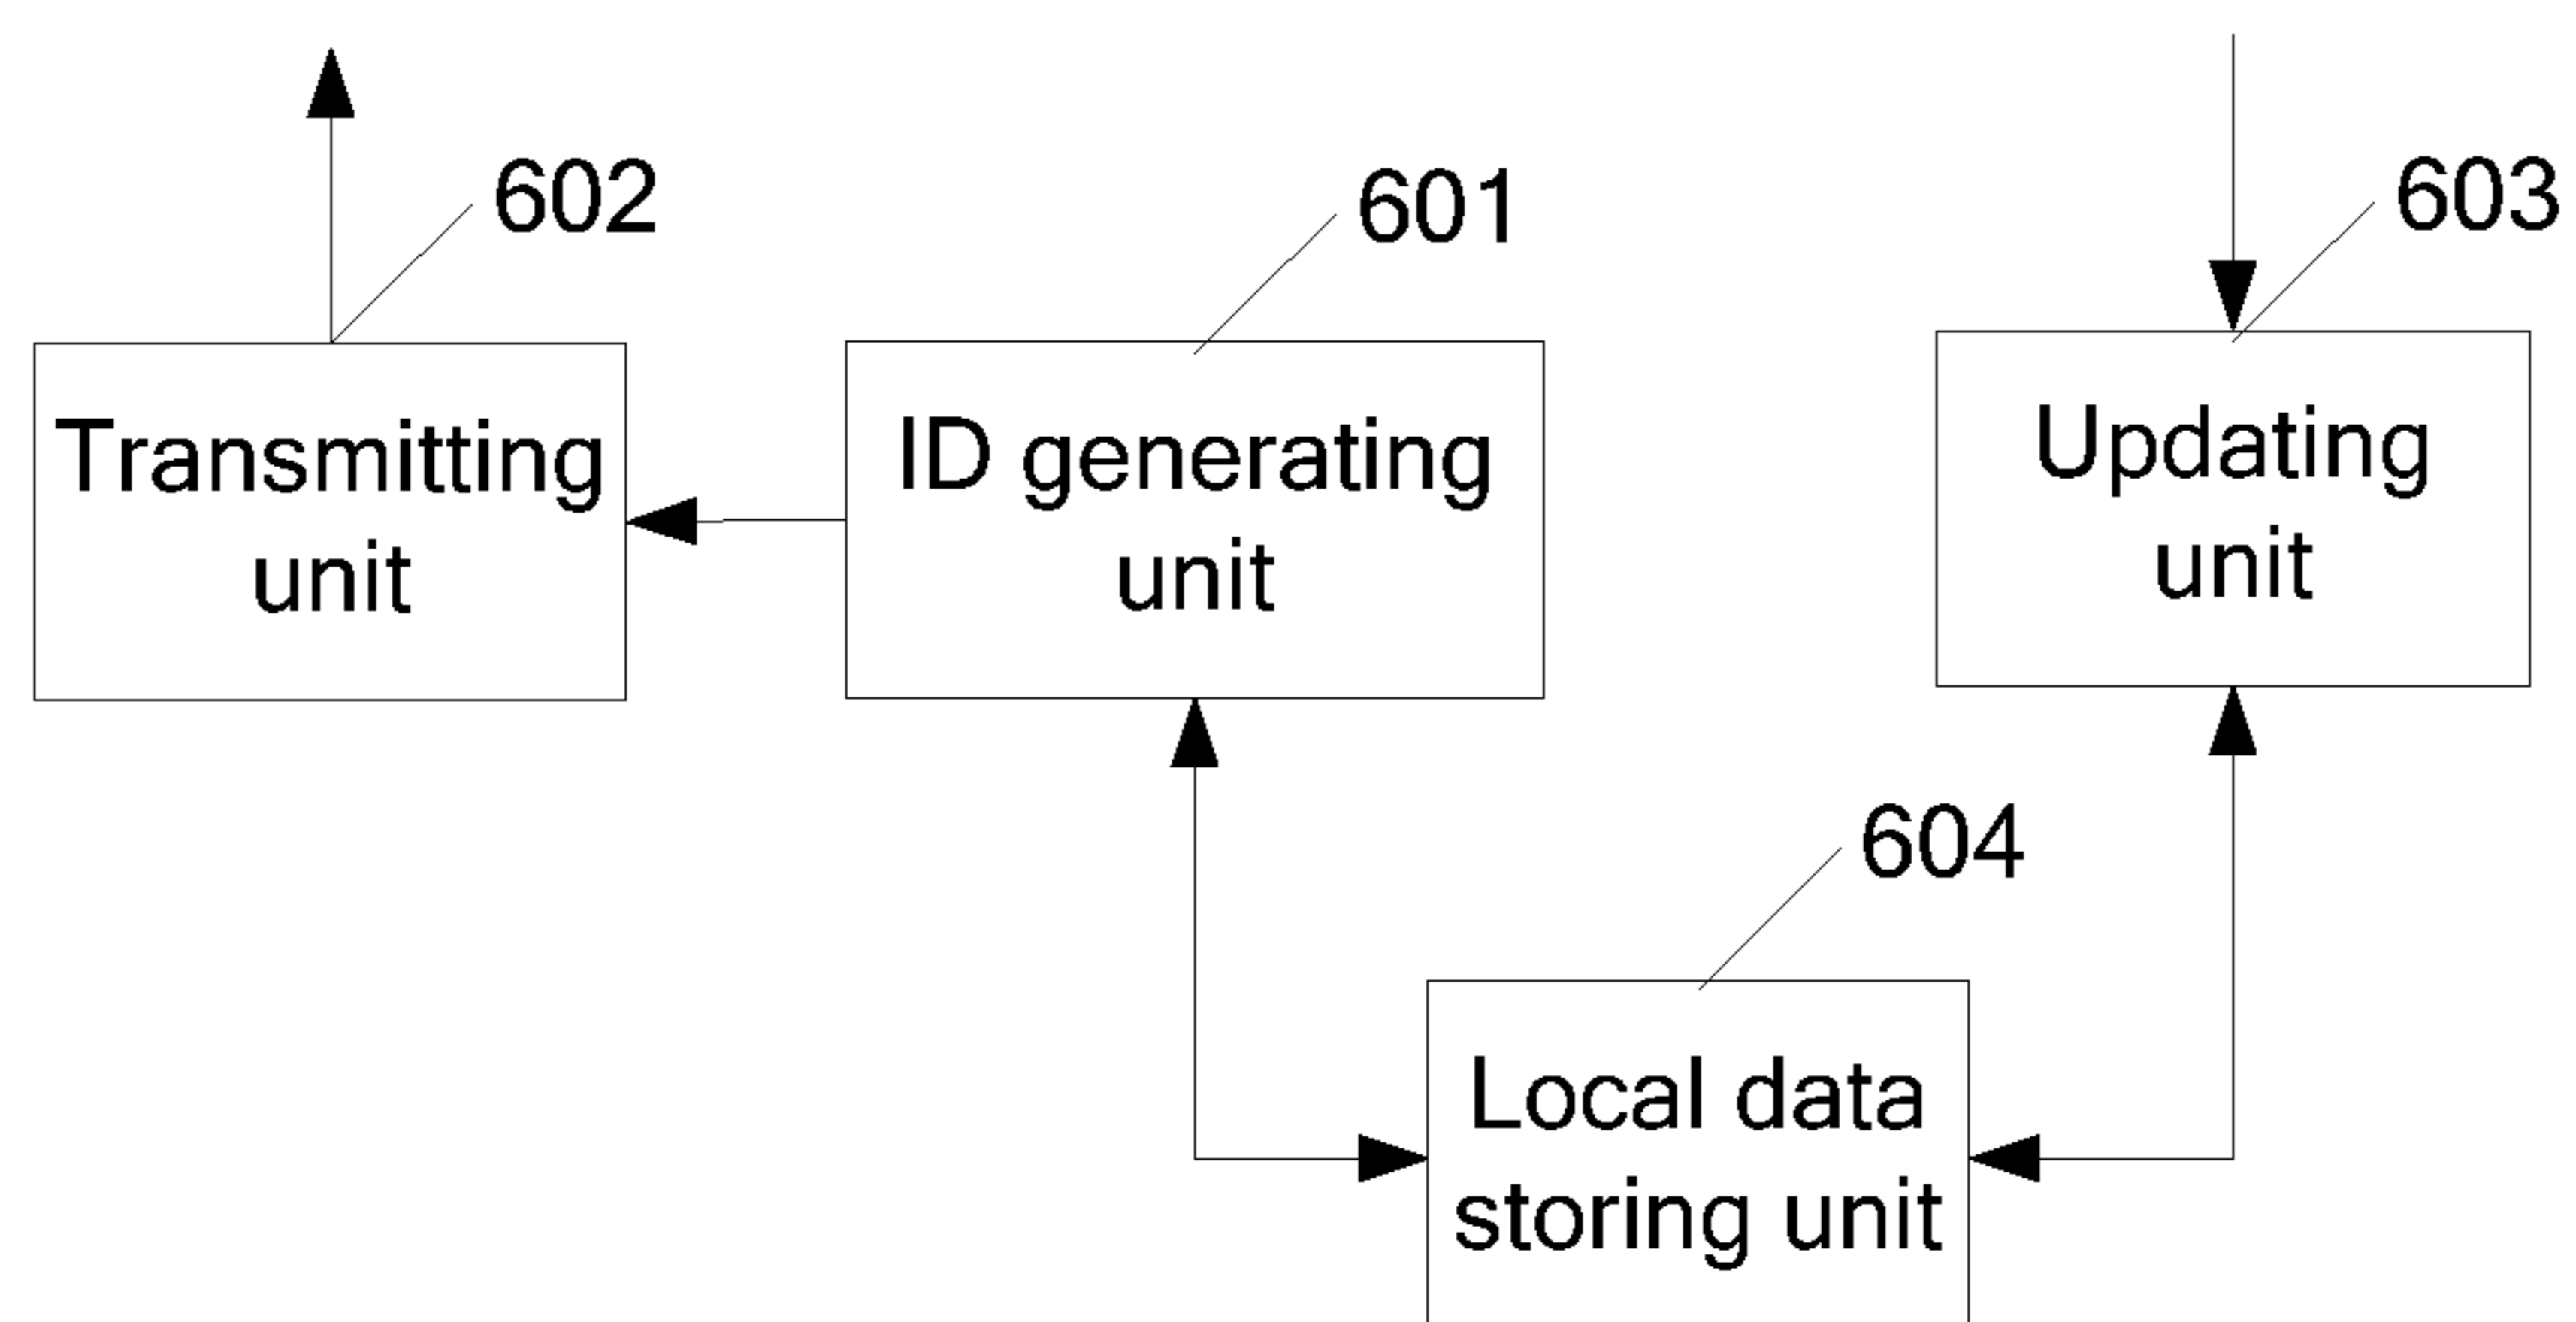 602
601
603
Transmitting
unit
ID generating
unit
Updating
unit
604
Local data
storing unit